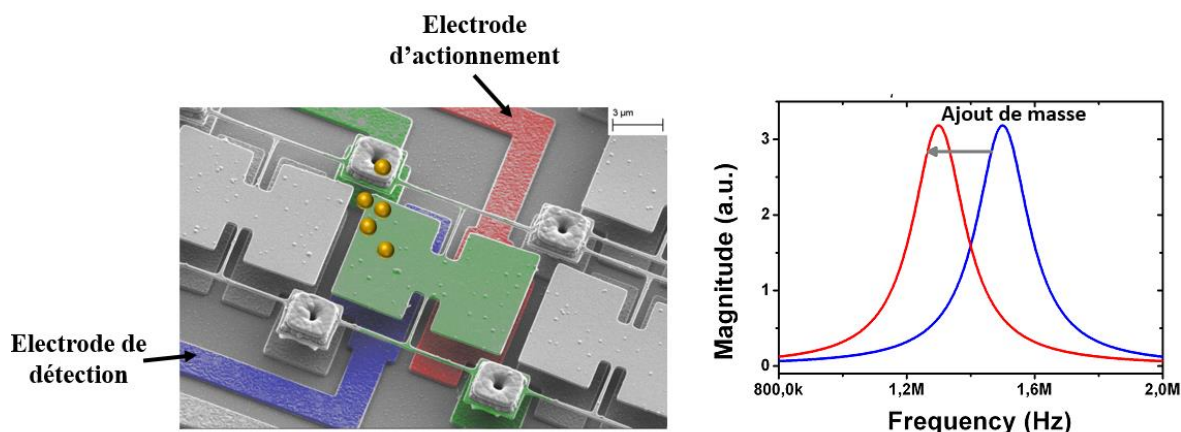 Electrode
d'actionnement
3 µm
Electrode de
détection
Ajout de masse
Magnitude (a.u.)
3
2
1
0
800,0k
1,2M
1,6M
2,0M
Frequency (Hz)